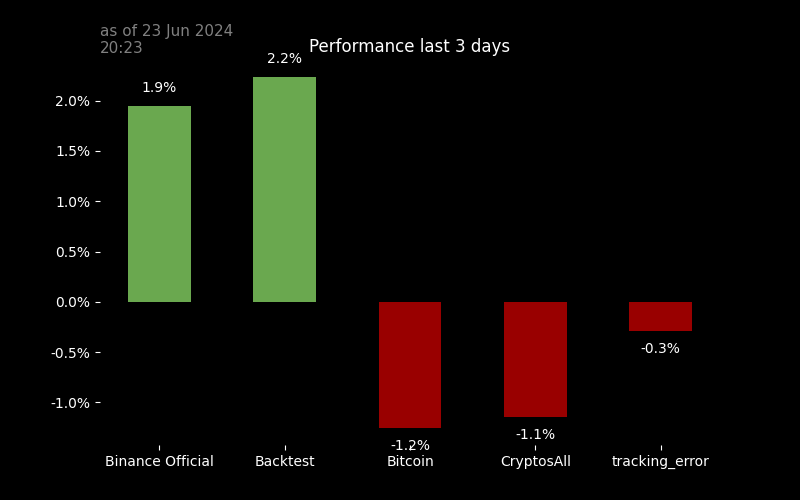 as of 23 Jun 2024
20:23
Performance last 3 days
1.9%
2.2%
2.0%
1.5%
1.0%
0.5%
0.0%
-0.5%
-1.0%
-0.3%
-1.1%
-1.2%
Binance Official
Backtest
Bitcoin
CryptosAll
tracking_error